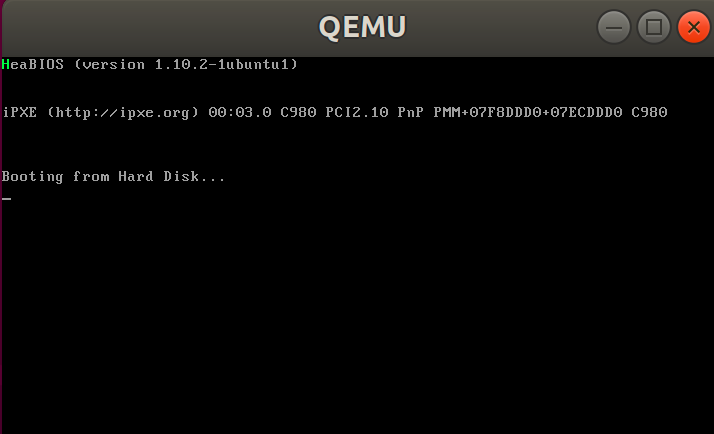 QEMU
HeaBIOS (version 1.10.2-1ubuntu1)
iPXE (http://ipxe.org) 00:03.0 C980 PCI2.10 PnP PMM+07F8DDD0+07ECDDD0 C980
Booting from Hard Disk...
_